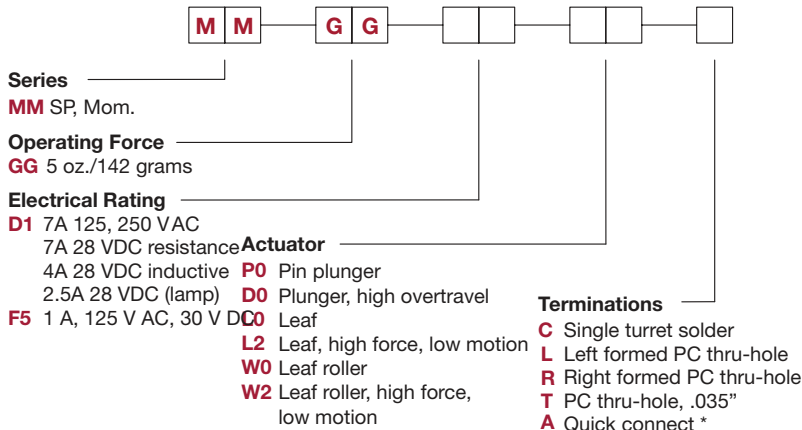 M M G G
Series
MM SP, Mom.
Operating Force
GG 5 oz./142 grams
Electrical Rating
D1 7A 125, 250 VAC
7A 28 VDC resistance
4A 28 VDC inductive
2.5A 28 VDC (lamp)
F5 1 A, 125 V AC, 30 V DC
Actuator
P0 Pin plunger
D0 Plunger, high overtravel
L0 Leaf
L2 Leaf, high force, low motion
W0 Leaf roller
W2 Leaf roller, high force,
low motion
Terminations
C Single turret solder
L Left formed PC thru-hole
R Right formed PC thru-hole
T PC thru-hole, .035”
A Quick connect *